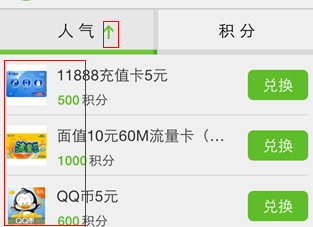 人气↑ 积分
11888充值卡5元
500积分
兑换
面值10元60M流量卡（...
1000积分
兑换
QQ币5元
600积分
兑换